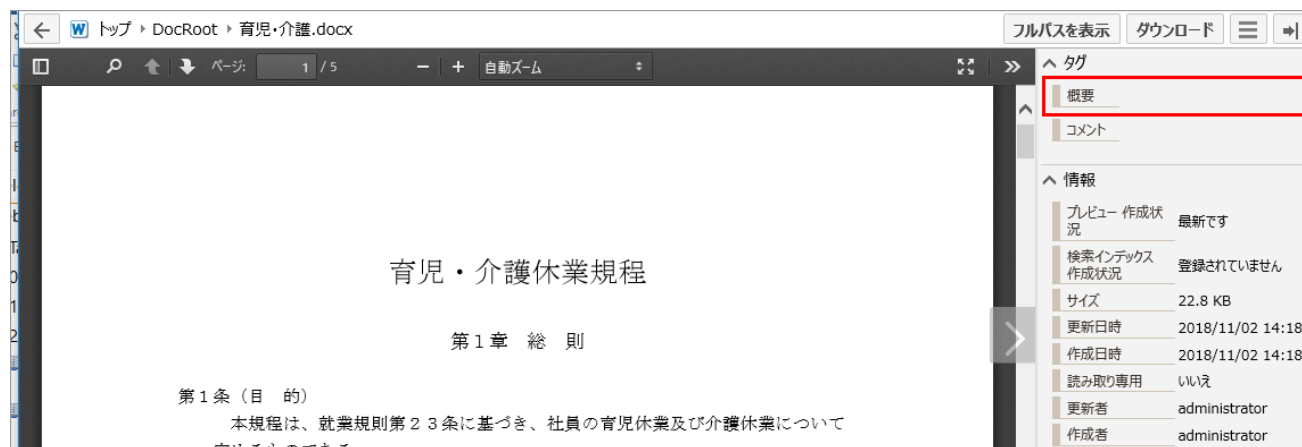 トップ › DocRoot › 育児・介護.docx
フルパスを表示 ダウンロード
ページ: 1 / 5 自動ズーム
タグ
概要
コメント
情報
プレビュー 作成状況 最新です
検索インデックス作成状況 登録されていません
サイズ 22.8 KB
更新日時 2018/11/02 14:18
作成日時 2018/11/02 14:18
読み取り専用 いいえ
更新者 administrator
作成者 administrator
育児・介護休業規程
第1章 総 則
第1条(目 的)
本規程は、就業規則第23条に基づき、社員の育児休業及び介護休業について